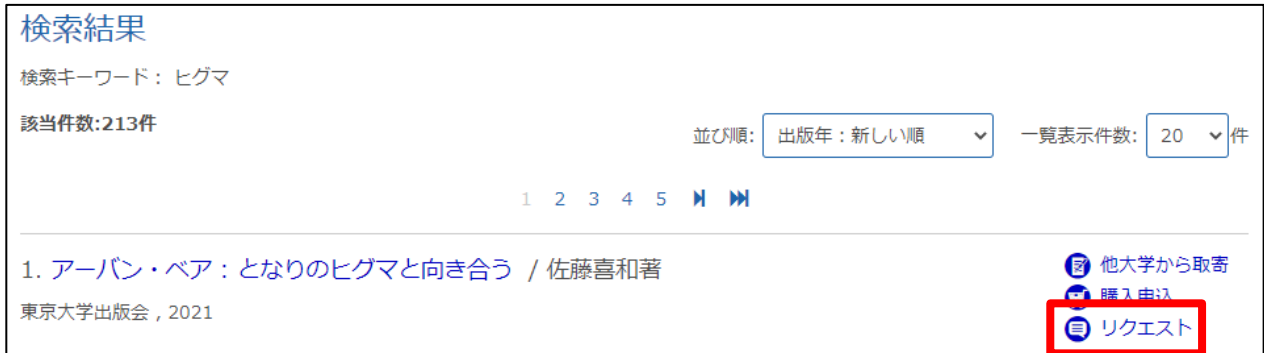 検索結果
検索キーワード： ヒグマ
該当件数:213件
並び順: 出版年：新しい順 一覧表示件数: 20 件
1 2 3 4 5
1. アーバン・ベア：となりのヒグマと向き合う / 佐藤喜和著
東京大学出版会 , 2021
他大学から取寄
購入申込
リクエスト